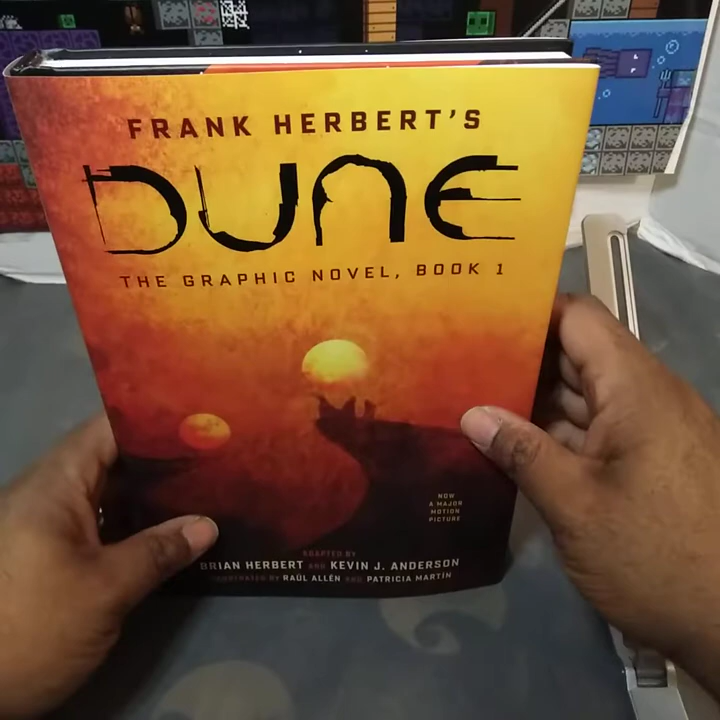 FRANK HERBERT'S
DUNE
THE GRAPHIC NOVEL, BOOK 1
NOW
A MAJOR
MOTION
PICTURE
ADAPTED BY
BRIAN HERBERT AND KEVIN J. ANDERSON
ILLUSTRATED BY RAÚL ALLÉN AND PATRICIA MARTÍN